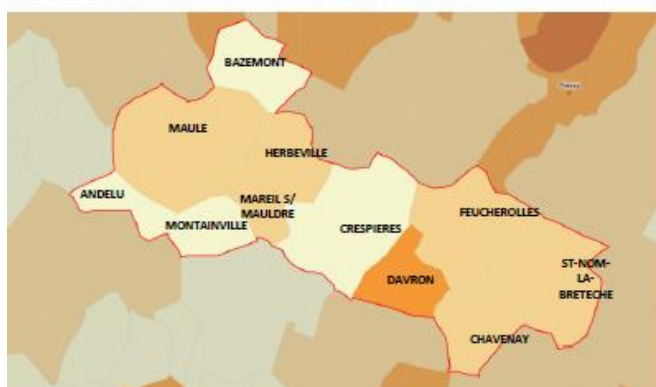 BAZEMONT
MAULE
HERBEVILLE
ANDELU
MAREIL S/
MAULDRE
MONTAINVILLE
CRESPIERES
FEUCHEROLLES
ST-NOM-
LA-
BRETECHE
DAVRON
CHAVENAY